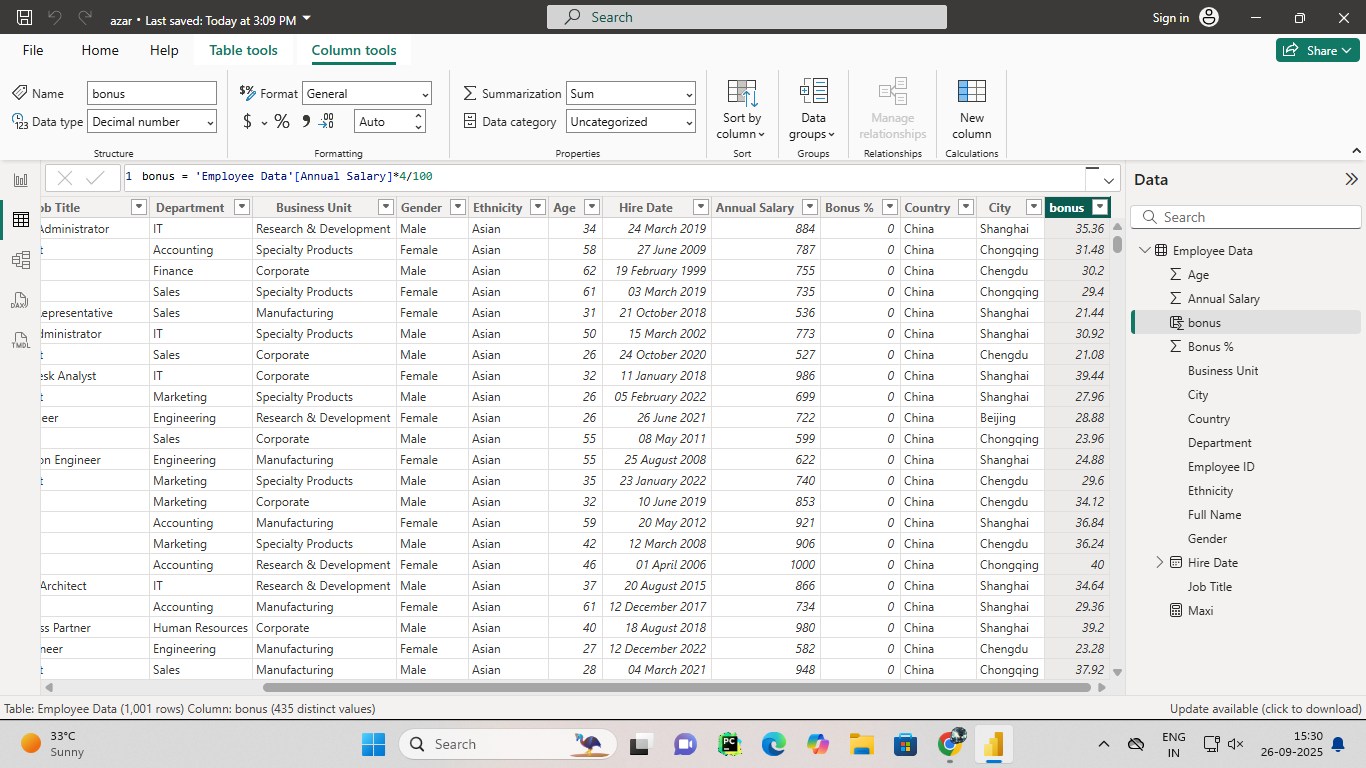 azar • Last saved: Today at 3:09 PM
Search
Sign in
File Home Help Table tools Column tools
Share
Name bonus
Data type Decimal number
Structure
Format General
$ % 9 .00 Auto
Formatting
Summarization Sum
Data category Uncategorized
Properties
Sort by column
Sort
Data groups
Groups
Manage relationships
Relationships
New column
Calculations
1 bonus = 'Employee Data'[Annual Salary]*4/100
ob Title Department Business Unit Gender Ethnicity Age Hire Date Annual Salary Bonus % Country City bonus
Administrator IT Research & Development Male Asian 34 24 March 2019 884 0 China Shanghai 35.36
t Accounting Specialty Products Female Asian 58 27 June 2009 787 0 China Chongqing 31.48
Finance Corporate Male Asian 62 19 February 1999 755 0 China Chengdu 30.2
Sales Specialty Products Female Asian 61 03 March 2019 735 0 China Chongqing 29.4
epresentative Sales Manufacturing Female Asian 31 21 October 2018 536 0 China Shanghai 21.44
dministrator IT Specialty Products Male Asian 50 15 March 2002 773 0 China Shanghai 30.92
t Sales Corporate Male Asian 26 24 October 2020 527 0 China Chengdu 21.08
esk Analyst IT Corporate Female Asian 32 11 January 2018 986 0 China Shanghai 39.44
t Marketing Specialty Products Male Asian 26 05 February 2022 699 0 China Shanghai 27.96
eer Engineering Research & Development Female Asian 26 26 June 2021 722 0 China Beijing 28.88
Sales Corporate Male Asian 55 08 May 2011 599 0 China Chongqing 23.96
on Engineer Engineering Manufacturing Female Asian 55 25 August 2008 622 0 China Shanghai 24.88
t Marketing Specialty Products Male Asian 35 23 January 2022 740 0 China Chengdu 29.6
Marketing Corporate Male Asian 32 10 June 2019 853 0 China Chengdu 34.12
Accounting Manufacturing Female Asian 59 20 May 2012 921 0 China Shanghai 36.84
Marketing Specialty Products Male Asian 42 12 March 2008 906 0 China Chengdu 36.24
Accounting Research & Development Female Asian 46 01 April 2006 1000 0 China Chongqing 40
Architect IT Research & Development Male Asian 37 20 August 2015 866 0 China Shanghai 34.64
Accounting Manufacturing Female Asian 61 12 December 2017 734 0 China Shanghai 29.36
ss Partner Human Resources Corporate Male Asian 40 18 August 2018 980 0 China Shanghai 39.2
neer Engineering Manufacturing Female Asian 27 12 December 2022 582 0 China Chengdu 23.28
t Sales Manufacturing Male Asian 28 04 March 2021 948 0 China Chongqing 37.92
Data
Search
Employee Data
Age
Annual Salary
bonus
Bonus %
Business Unit
City
Country
Department
Employee ID
Ethnicity
Full Name
Gender
Hire Date
Job Title
Maxi
Table: Employee Data (1,001 rows) Column: bonus (435 distinct values)
Update available (click to download)
33°C
Sunny
Search
ENG
IN
15:30
26-09-2025